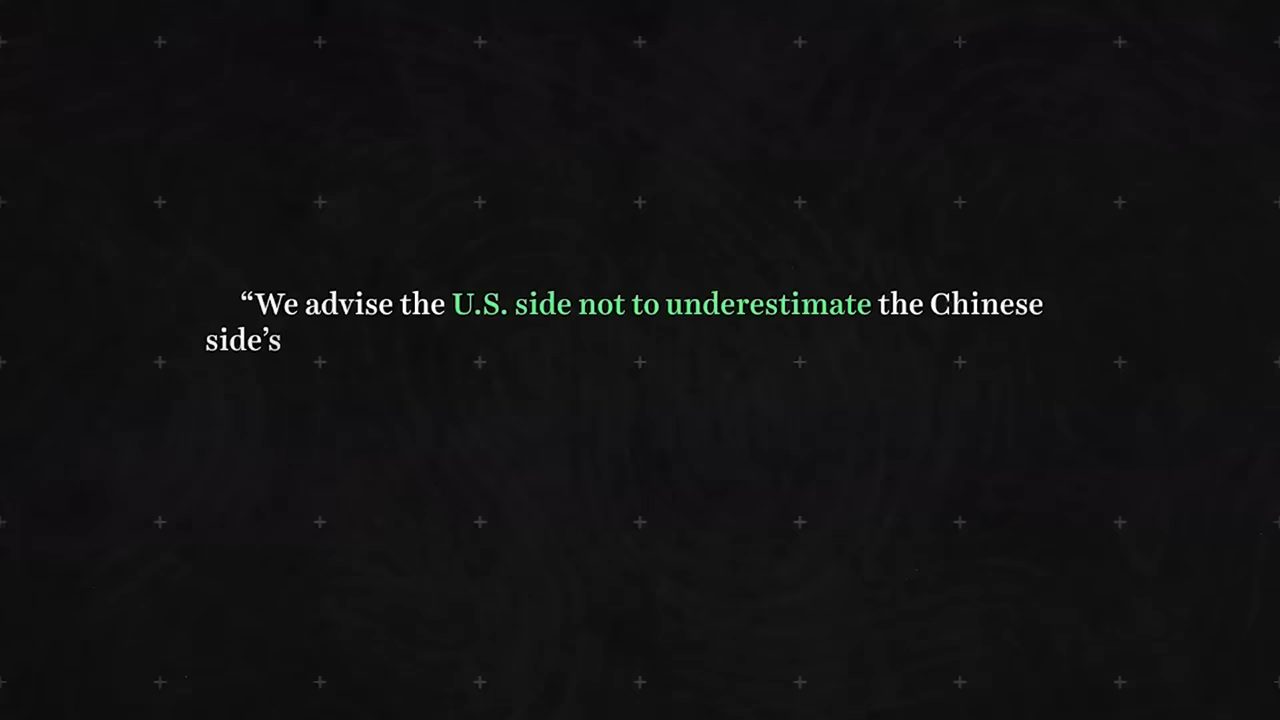 “We advise the U.S. side not to underestimate the Chinese
side’s